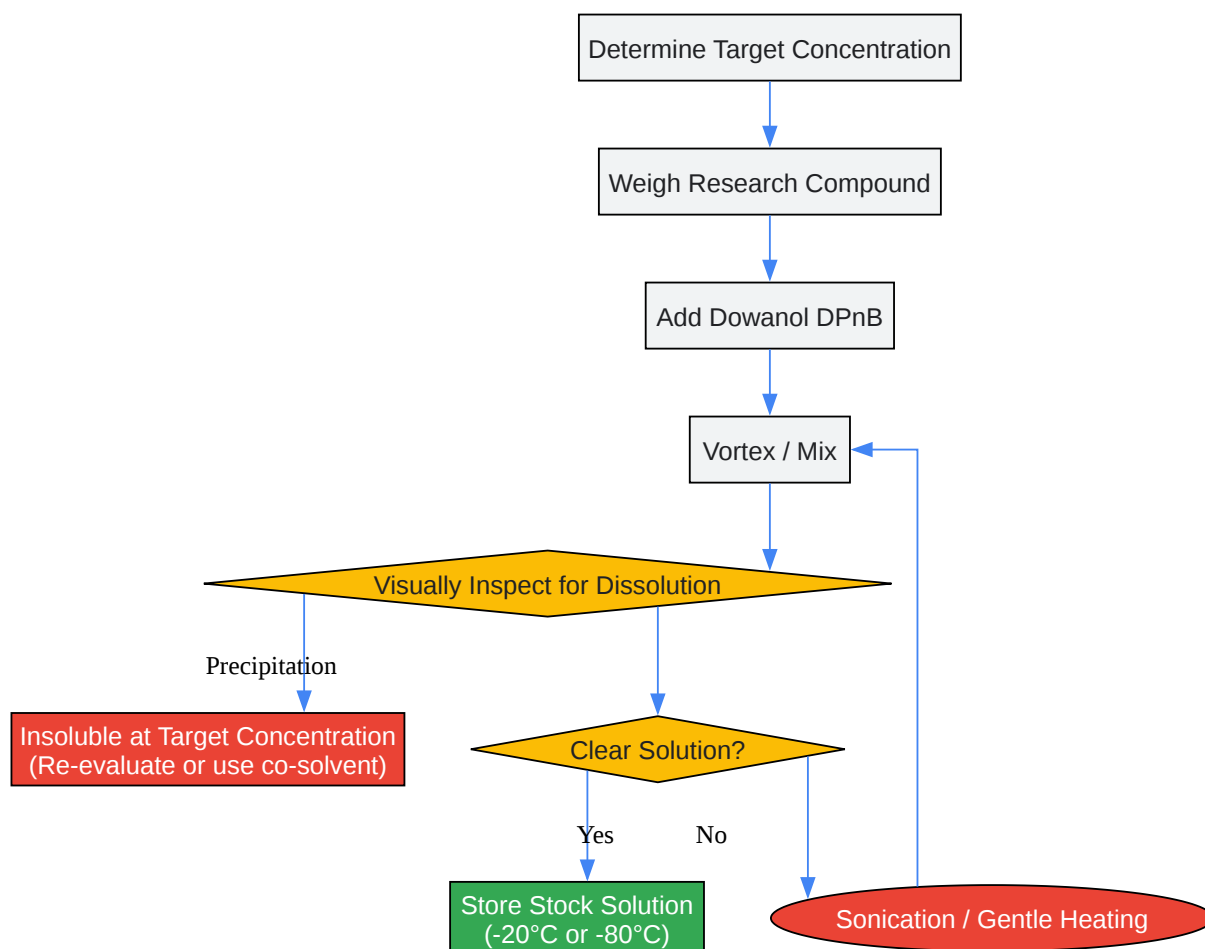 Determine Target Concentration
Weigh Research Compound
Add Dowanol DPnB
Vortex / Mix
Visually Inspect for Dissolution
Precipitation
Insoluble at Target Concentration
(Re-evaluate or use co-solvent)
Clear Solution?
Yes
No
Store Stock Solution
(-20°C or -80°C)
Sonication / Gentle Heating